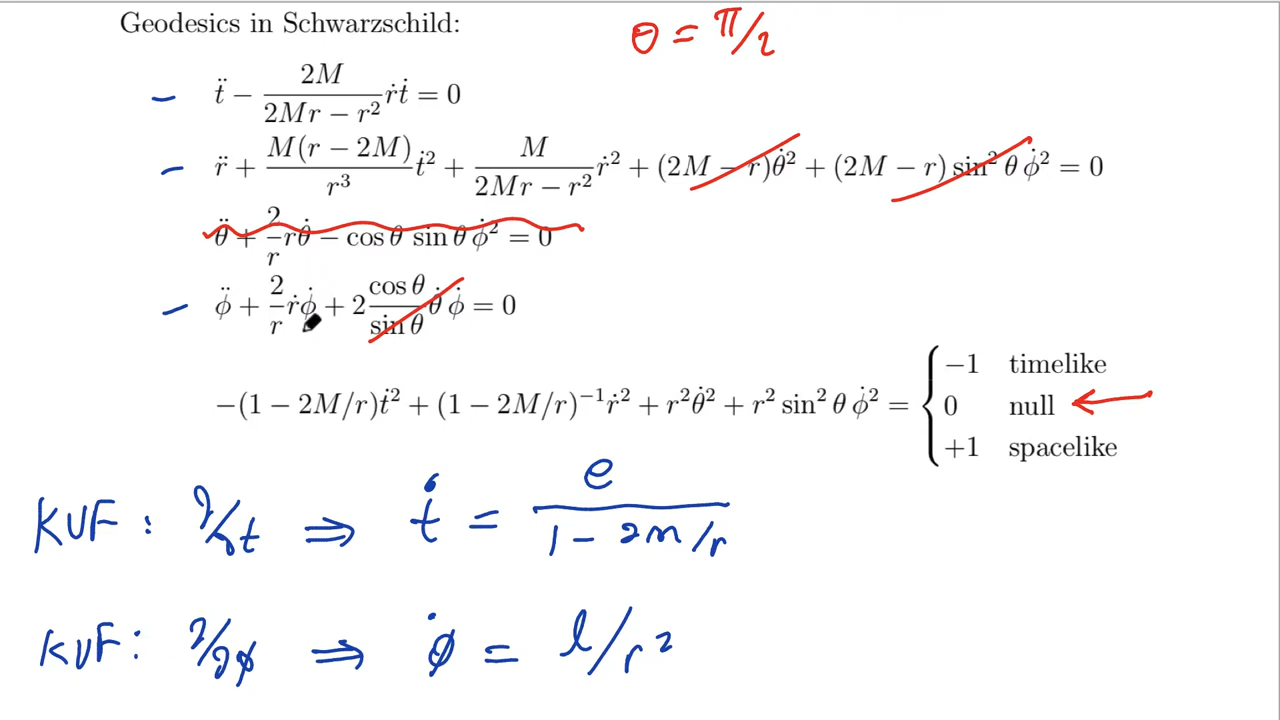 Geodesics in Schwarzschild:
θ = π/2
– ẗ − 2M/(2Mr − r²) ṙṫ = 0
– r̈ + M(r − 2M)/r³ ṫ² + M/(2Mr − r²) ṙ² + (2M − r)θ̇² + (2M − r) sin² θ φ̇² = 0
θ̈ + 2/r rθ̇ − cos θ sin θ φ̇² = 0
– φ̈ + 2/r ṙφ̇ + 2 cos θ/sin θ θ̇ φ̇ = 0
−(1 − 2M/r)ṫ² + (1 − 2M/r)⁻¹ṙ² + r²θ̇² + r² sin² θ φ̇² = {
−1 timelike
0 null ←
+1 spacelike
KVF : ∂/∂t ⇒ ṫ = e/(1 − 2M/r)
KVF : ∂/∂φ ⇒ φ̇ = l/r²